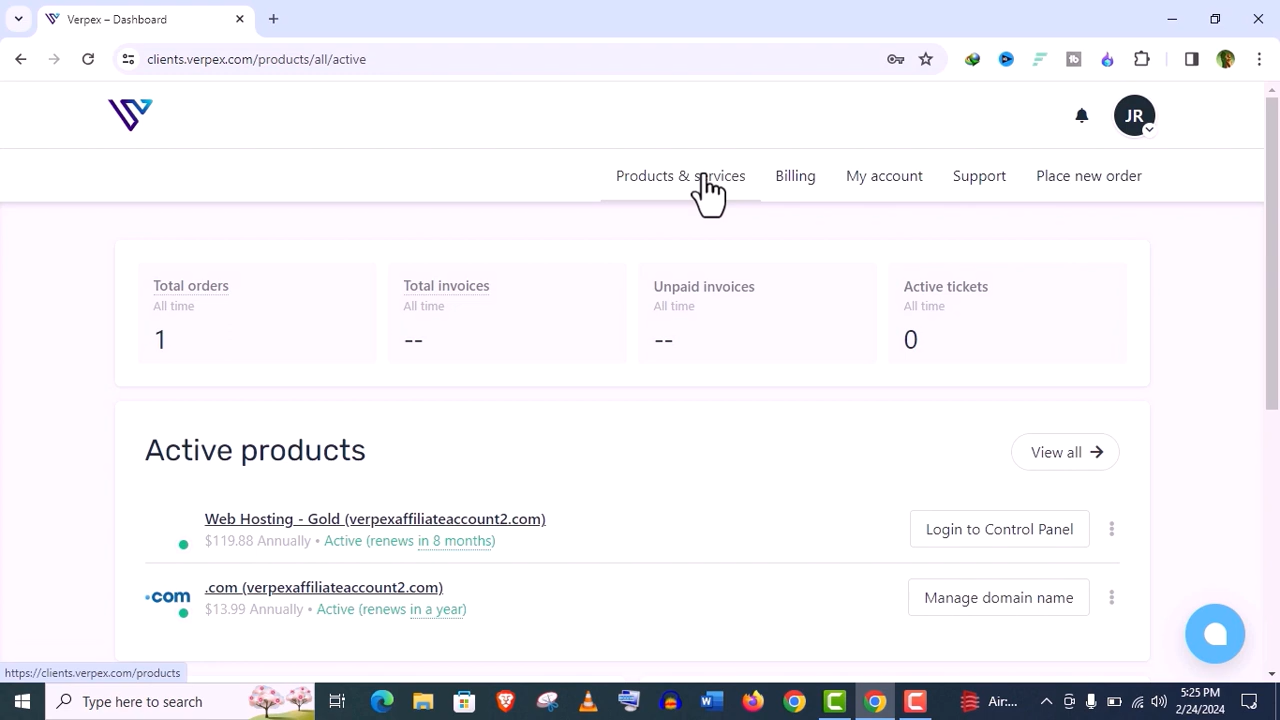 Verpex – Dashboard
clients.verpex.com/products/all/active
JR
Products & services Billing My account Support Place new order
Total orders Total invoices Unpaid invoices Active tickets
All time All time All time All time
1 -- -- 0
Active products View all
Web Hosting - Gold (verpexaffiliateaccount2.com)
$119.88 Annually • Active (renews in 8 months) Login to Control Panel
.com (verpexaffiliateaccount2.com)
.com $13.99 Annually • Active (renews in a year) Manage domain name
https://clients.verpex.com/products
Type here to search Air:... 5:25 PM
2/24/2024